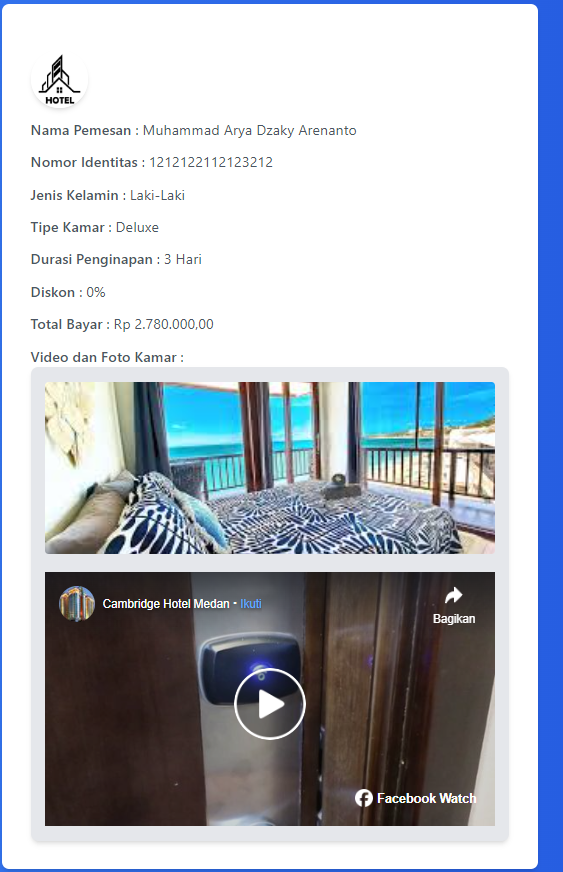 HOTEL
Nama Pemesan : Muhammad Arya Dzaky Arenanto
Nomor Identitas : 1212122112123212
Jenis Kelamin : Laki-Laki
Tipe Kamar : Deluxe
Durasi Penginapan : 3 Hari
Diskon : 0%
Total Bayar : Rp 2.780.000,00
Video dan Foto Kamar :
Cambridge Hotel Medan · Ikuti
Bagikan
Facebook Watch